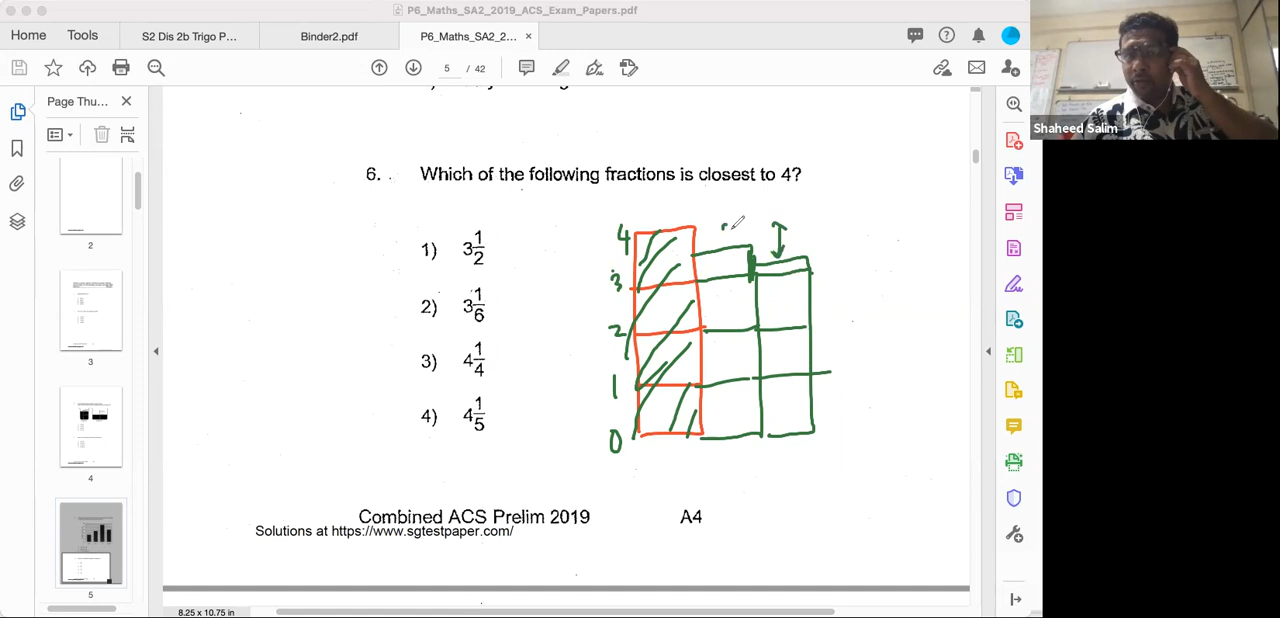 P6_Maths_SA2_2019_ACS_Exam_Papers.pdf
Home
Tools
S2 Dis 2b Trigo P...
Binder2.pdf
P6_Maths_SA2_2... ×
5 / 42
Page Thu...
2
3
4
5
6. Which of the following fractions is closest to 4?
1) 3 1/2
2) 3 1/6
3) 4 1/4
4) 4 1/5
4
3
2
1
0
Combined ACS Prelim 2019 A4
Solutions at https://www.sgtestpaper.com/
8.25 x 10.75 in
Shaheed Salim